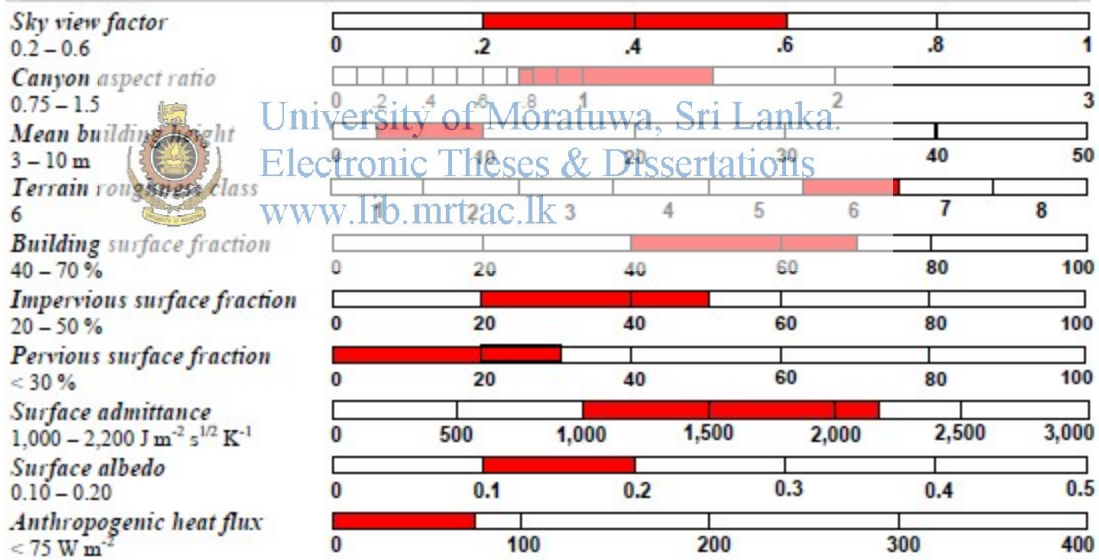 Sky view factor
0.2 – 0.6
0 .2 .4 .6 .8 1
Canyon aspect ratio
0.75 – 1.5
0 .2 .4 .6 .8 1 2 3
Mean building height
3 – 10 m
0 10 20 30 40 50
Terrain roughness class
6
1 2 3 4 5 6 7 8
Building surface fraction
40 – 70 %
0 20 40 60 80 100
Impervious surface fraction
20 – 50 %
0 20 40 60 80 100
Pervious surface fraction
< 30 %
0 20 40 60 80 100
Surface admittance
1,000 – 2,200 J m⁻² s¹ᐟ² K⁻¹
0 500 1,000 1,500 2,000 2,500 3,000
Surface albedo
0.10 – 0.20
0 0.1 0.2 0.3 0.4 0.5
Anthropogenic heat flux
< 75 W m⁻²
0 100 200 300 400
University of Moratuwa, Sri Lanka.
Electronic Theses & Dissertations
www.lib.mrt.ac.lk